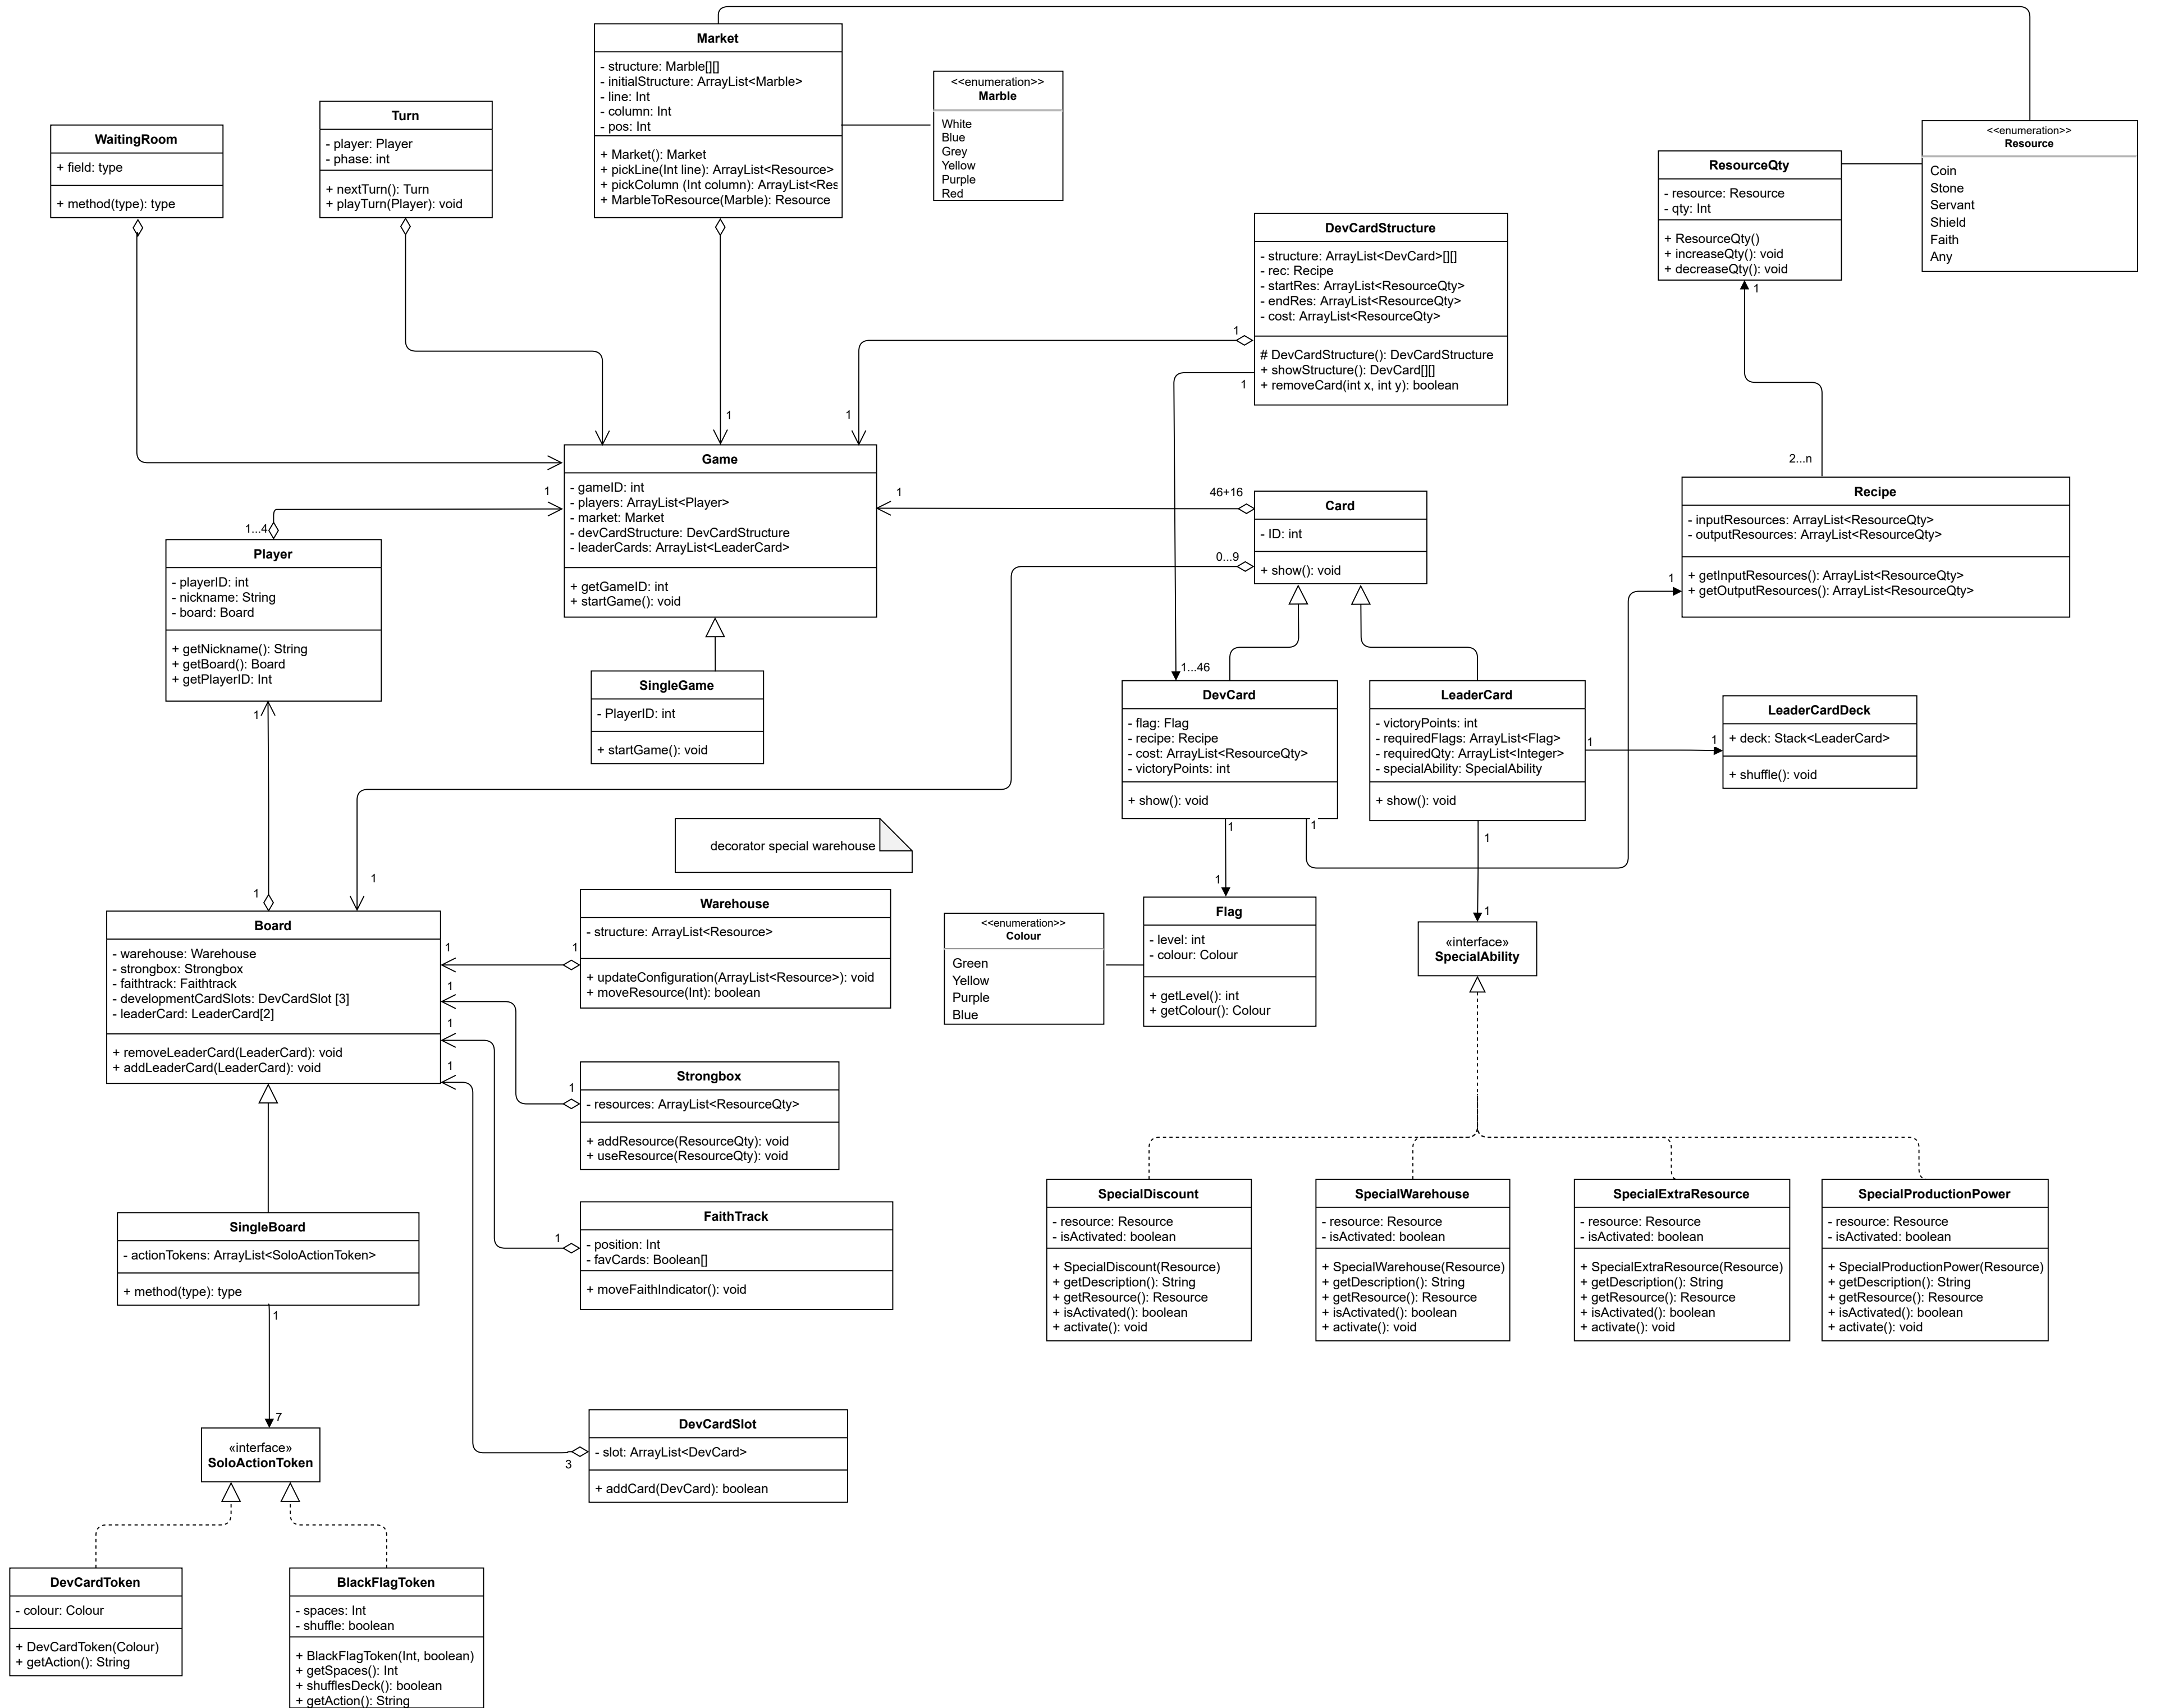 Market
- structure: Marble[][]
- initialStructure: ArrayList<Marble>
- line: Int
- column: Int
- pos: Int
+ Market(): Market
+ pickLine(Int line): ArrayList<Resource>
+ pickColumn (Int column): ArrayList<Res
+ MarbleToResource(Marble): Resource
<<enumeration>>
Marble
White
Blue
Grey
Yellow
Purple
Red
Turn
- player: Player
- phase: int
+ nextTurn(): Turn
+ playTurn(Player): void
WaitingRoom
+ field: type
+ method(type): type
<<enumeration>>
Resource
Coin
Stone
Servant
Shield
Faith
Any
ResourceQty
- resource: Resource
- qty: Int
+ ResourceQty()
+ increaseQty(): void
+ decreaseQty(): void
1
DevCardStructure
- structure: ArrayList<DevCard>[][]
- rec: Recipe
- startRes: ArrayList<ResourceQty>
- endRes: ArrayList<ResourceQty>
- cost: ArrayList<ResourceQty>
# DevCardStructure(): DevCardStructure
+ showStructure(): DevCard[][]
+ removeCard(int x, int y): boolean
1
1
1
1
2...n
Game
- gameID: int
- players: ArrayList<Player>
- market: Market
- devCardStructure: DevCardStructure
- leaderCards: ArrayList<LeaderCard>
+ getGameID: int
+ startGame(): void
1
1
46+16
0...9
Card
- ID: int
+ show(): void
Recipe
- inputResources: ArrayList<ResourceQty>
- outputResources: ArrayList<ResourceQty>
+ getInputResources(): ArrayList<ResourceQty>
+ getOutputResources(): ArrayList<ResourceQty>
1
1...4
Player
- playerID: int
- nickname: String
- board: Board
+ getNickname(): String
+ getBoard(): Board
+ getPlayerID: Int
1
SingleGame
- PlayerID: int
+ startGame(): void
1...46
DevCard
- flag: Flag
- recipe: Recipe
- cost: ArrayList<ResourceQty>
- victoryPoints: int
+ show(): void
1
1
LeaderCard
- victoryPoints: int
- requiredFlags: ArrayList<Flag>
- requiredQty: ArrayList<Integer>
- specialAbility: SpecialAbility
+ show(): void
1
1
1
LeaderCardDeck
+ deck: Stack<LeaderCard>
+ shuffle(): void
decorator special warehouse
1
1
Board
- warehouse: Warehouse
- strongbox: Strongbox
- faithtrack: Faithtrack
- developmentCardSlots: DevCardSlot [3]
- leaderCard: LeaderCard[2]
+ removeLeaderCard(LeaderCard): void
+ addLeaderCard(LeaderCard): void
1
1
1
1
Warehouse
- structure: ArrayList<Resource>
+ updateConfiguration(ArrayList<Resource>): void
+ moveResource(Int): boolean
1
<<enumeration>>
Colour
Green
Yellow
Purple
Blue
1
Flag
- level: int
- colour: Colour
+ getLevel(): int
+ getColour(): Colour
1
«interface»
SpecialAbility
Strongbox
- resources: ArrayList<ResourceQty>
+ addResource(ResourceQty): void
+ useResource(ResourceQty): void
1
FaithTrack
- position: Int
- favCards: Boolean[]
+ moveFaithIndicator(): void
1
SpecialDiscount
- resource: Resource
- isActivated: boolean
+ SpecialDiscount(Resource)
+ getDescription(): String
+ getResource(): Resource
+ isActivated(): boolean
+ activate(): void
SpecialWarehouse
- resource: Resource
- isActivated: boolean
+ SpecialWarehouse(Resource)
+ getDescription(): String
+ getResource(): Resource
+ isActivated(): boolean
+ activate(): void
SpecialExtraResource
- resource: Resource
- isActivated: boolean
+ SpecialExtraResource(Resource)
+ getDescription(): String
+ getResource(): Resource
+ isActivated(): boolean
+ activate(): void
SpecialProductionPower
- resource: Resource
- isActivated: boolean
+ SpecialProductionPower(Resource)
+ getDescription(): String
+ getResource(): Resource
+ isActivated(): boolean
+ activate(): void
SingleBoard
- actionTokens: ArrayList<SoloActionToken>
+ method(type): type
1
7
DevCardSlot
- slot: ArrayList<DevCard>
+ addCard(DevCard): boolean
3
«interface»
SoloActionToken
DevCardToken
- colour: Colour
+ DevCardToken(Colour)
+ getAction(): String
BlackFlagToken
- spaces: Int
- shuffle: boolean
+ BlackFlagToken(Int, boolean)
+ getSpaces(): Int
+ shufflesDeck(): boolean
+ getAction(): String